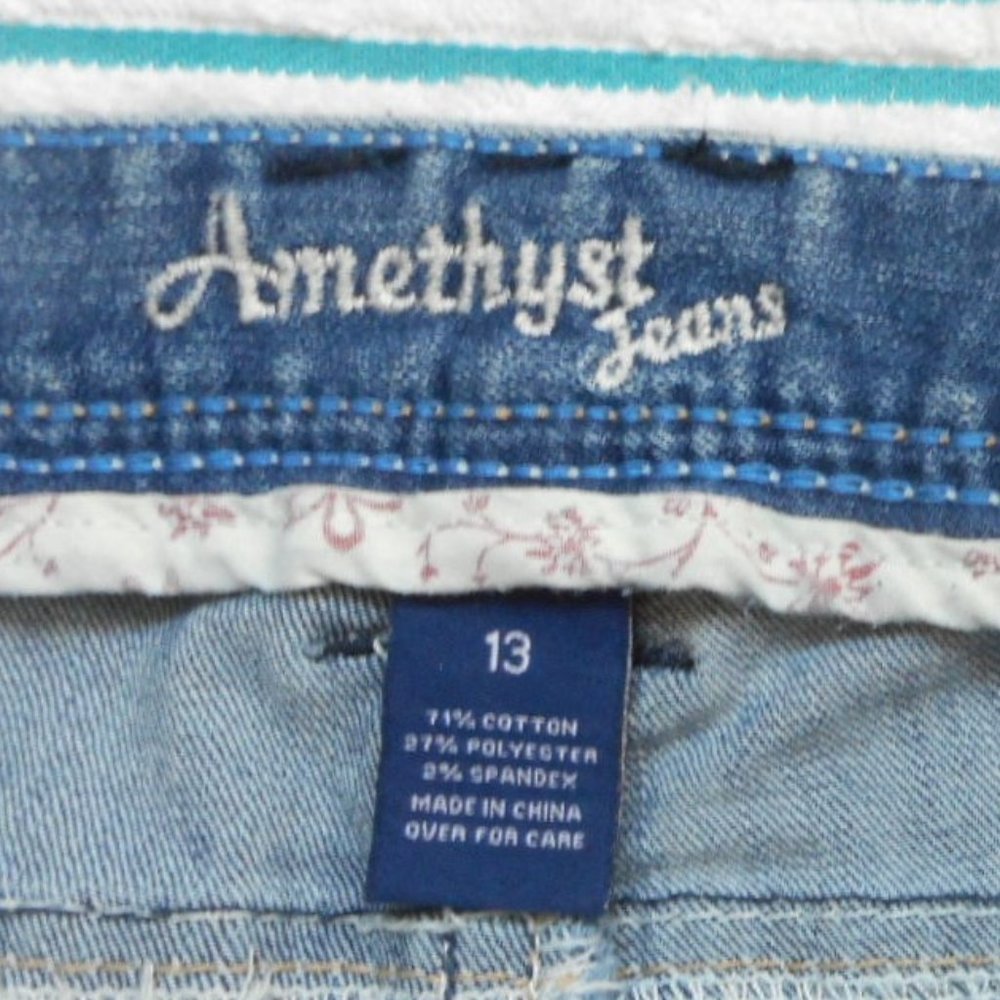 Amethyst
Jeans
13
71% COTTON
27% POLYESTER
2% SPANDEX
MADE IN CHINA
OVER FOR CARE